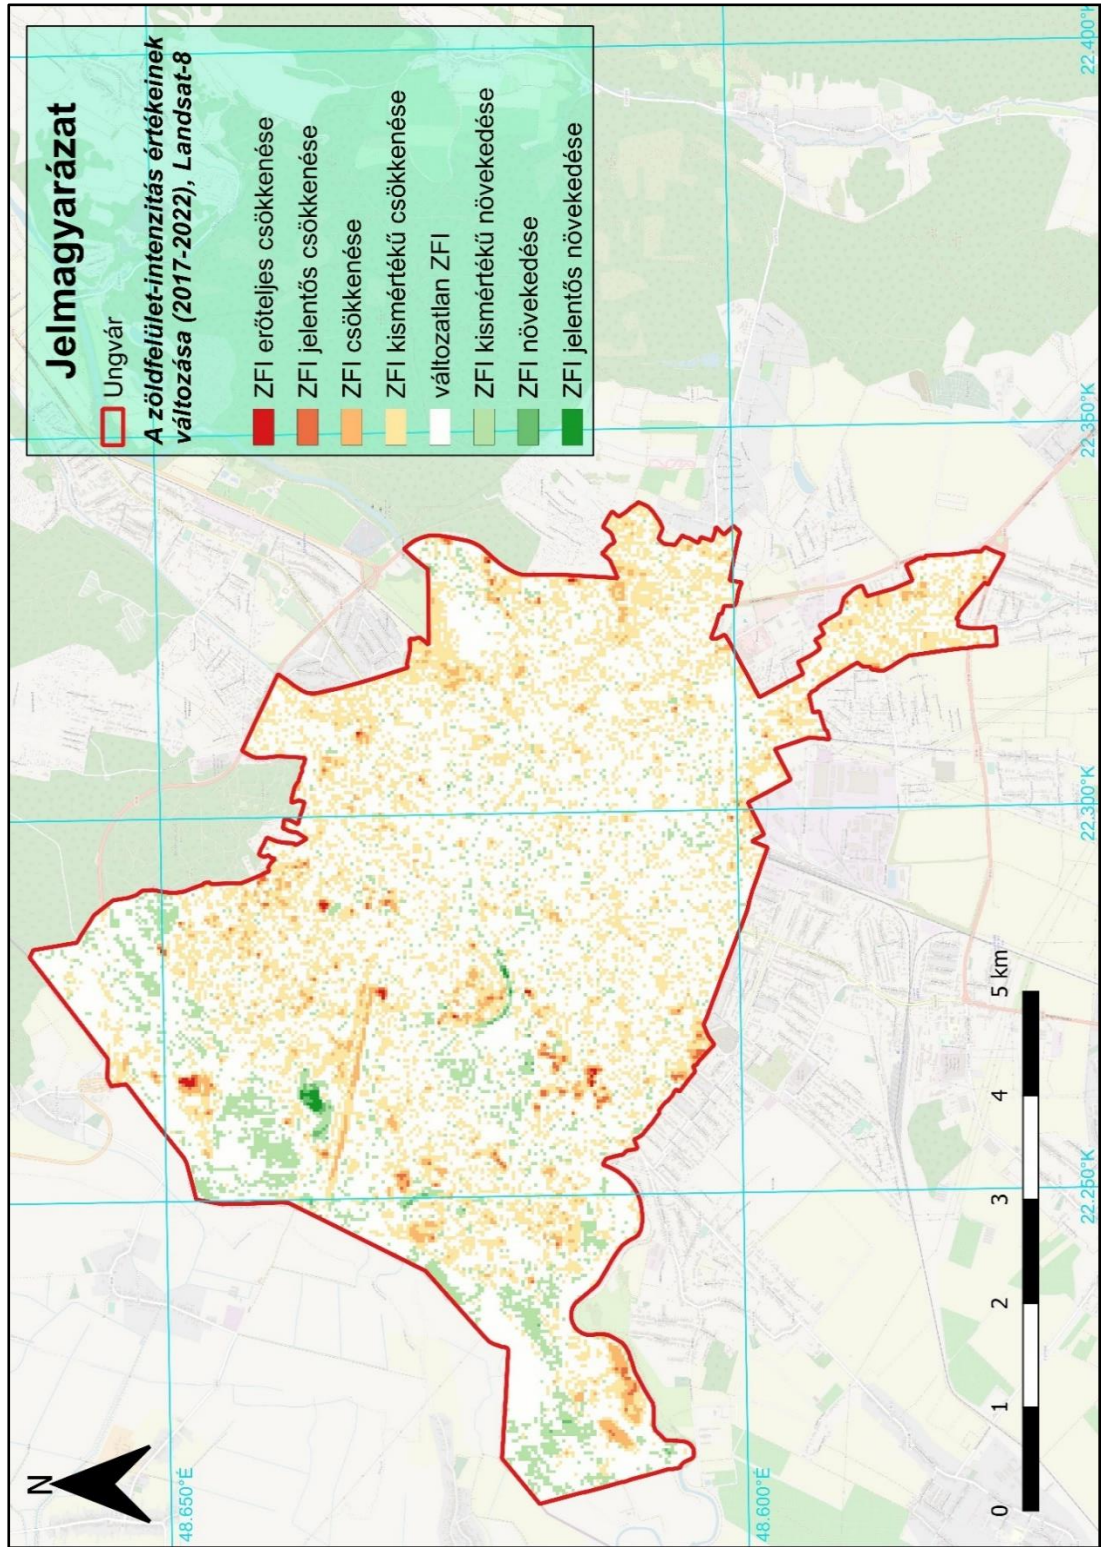 Jelmagyarázat
Ungvár
A zöldfelület-intenzitás értékeinek
változása (2017-2022), Landsat-8
ZFI erőteljes csökkenése
ZFI jelentős csökkenése
ZFI csökkenése
ZFI kismértékű csökkenése
változatlan ZFI
ZFI kismértékű növekedése
ZFI növekedése
ZFI jelentős növekedése
N
48.650°É
48.600°É
22.250°K
22.300°K
22.350°K
22.400°K
0 1 2 3 4 5 km